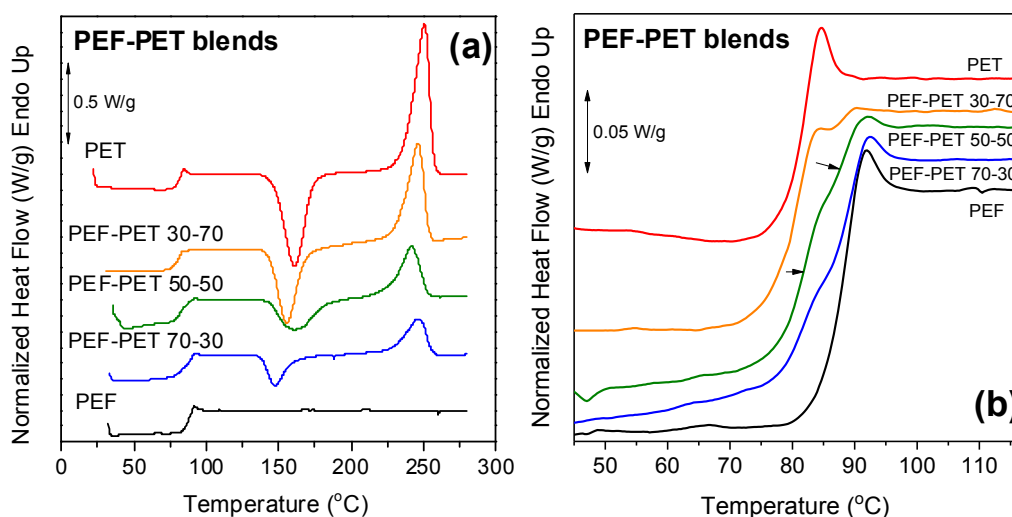 PEF-PET blends
(a)
0.5 W/g
PET
PEF-PET 30-70
PEF-PET 50-50
PEF-PET 70-30
PEF
Normalized Heat Flow (W/g) Endo Up
0
50
100
150
200
250
300
Temperature (°C)
PEF-PET blends
0.05 W/g
PET
PEF-PET 30-70
PEF-PET 50-50
PEF-PET 70-30
PEF
(b)
Normalized Heat Flow (W/g) Endo Up
50
60
70
80
90
100
110
Temperature (°C)